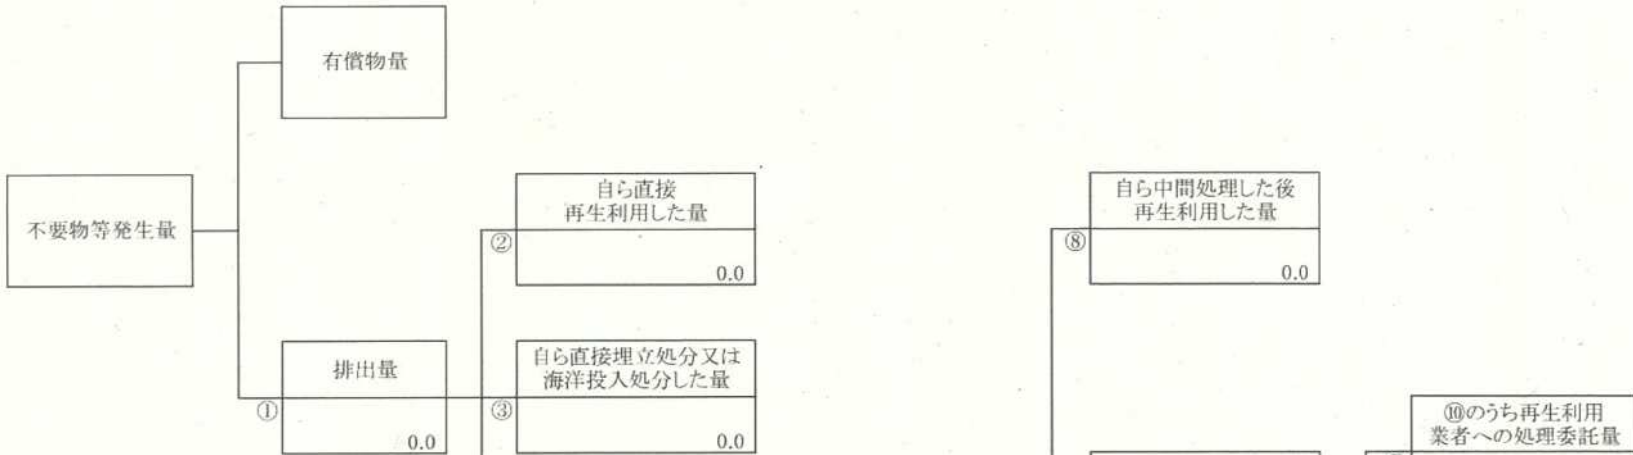 有償物量
不要物等発生量
自ら直接
再生利用した量
②
0.0
自ら中間処理した後
再生利用した量
⑧
0.0
排出量
①
0.0
自ら直接埋立処分又は
海洋投入処分した量
③
0.0
⑩のうち再生利用
業者への処理委託量